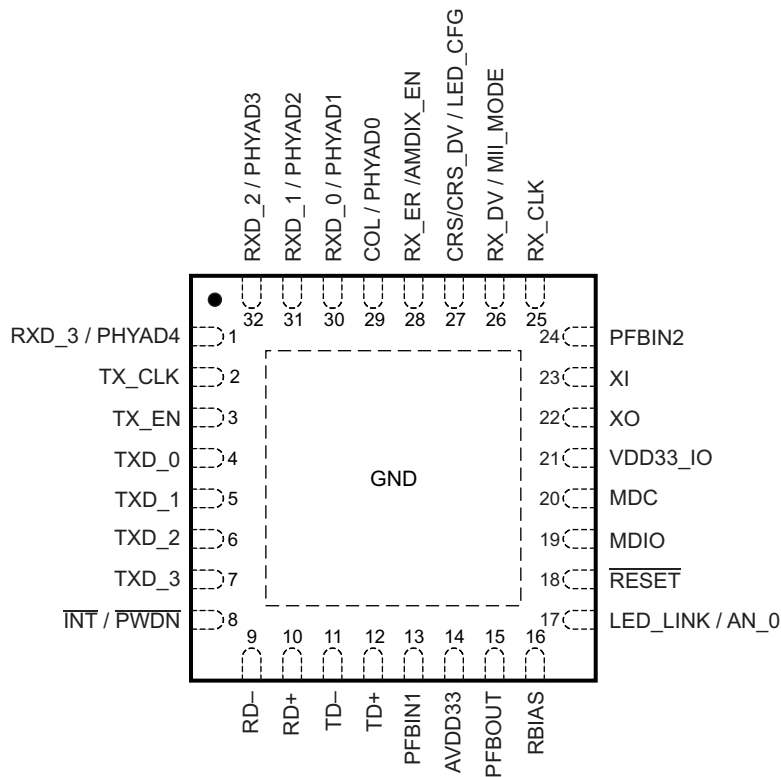 RXD_2 / PHYAD3
RXD_1 / PHYAD2
RXD_0 / PHYAD1
COL / PHYAD0
RX_ER /AMDIX_EN
CRS/CRS_DV / LED_CFG
RX_DV / MII_MODE
RX_CLK
32
31
30
29
28
27
26
25
RXD_3 / PHYAD4
1
TX_CLK
2
TX_EN
3
TXD_0
4
TXD_1
5
TXD_2
6
TXD_3
7
INT / PWDN
8
GND
24
PFBIN2
23
XI
22
XO
21
VDD33_IO
20
MDC
19
MDIO
18
RESET
17
LED_LINK / AN_0
9
10
11
12
13
14
15
16
RD–
RD+
TD–
TD+
PFBIN1
AVDD33
PFBOUT
RBIAS